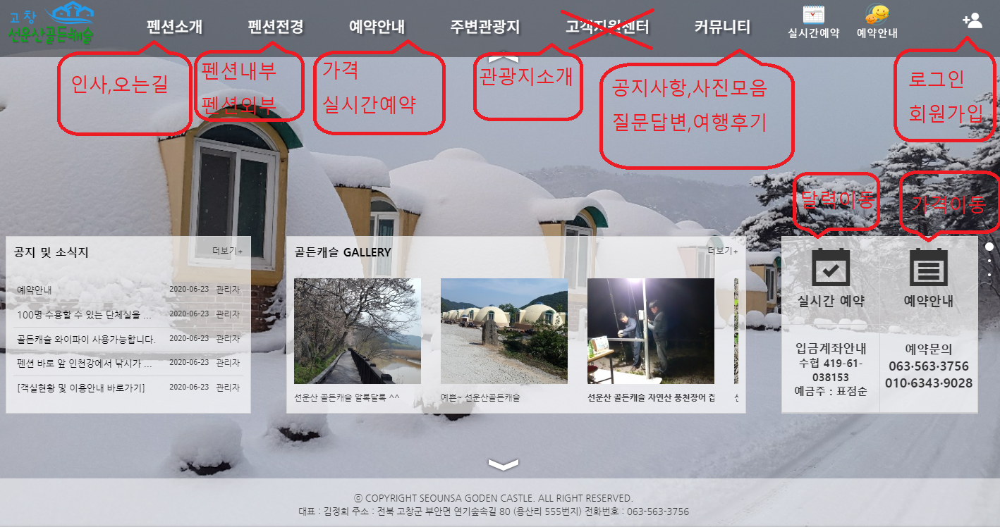 고창
선운산골든캐슬
펜션소개
펜션전경
예약안내
주변관광지
고객지원센터
커뮤니티
실시간예약
예약안내
인사,오는길
펜션내부
펜션외부
가격
실시간예약
관광지소개
공지사항,사진모음
질문답변,여행후기
로그인
회원가입
달력이동
가격이동
공지 및 소식지
더보기+
예약안내 2020-06-23 관리자
100명 수용할 수 있는 단체실을 ... 2020-06-23 관리자
골든캐슬 와이파이 사용가능합니다. 2020-06-23 관리자
펜션 바로 앞 인천강에서 낚시가 ... 2020-06-23 관리자
[객실현황 및 이용안내 바로가기] 2020-06-23 관리자
골든캐슬 GALLERY
더보기+
선운산 골든캐슬 알록달록 ^^
예쁜~ 선운산골든캐슬
선운산 골든캐슬 자연산 풍천장어 잡
실시간 예약
예약안내
입금계좌안내
수협 419-61-
038153
예금주 : 표점순
예약문의
063·563·3756
010·6343·9028
ⓒ COPYRIGHT SEOUNSA GODEN CASTLE. ALL RIGHT RESERVED.
대표 : 김정희 주소 : 전북 고창군 부안면 연기숲속길 80 (용산리 555번지) 전화번호 : 063-563-3756